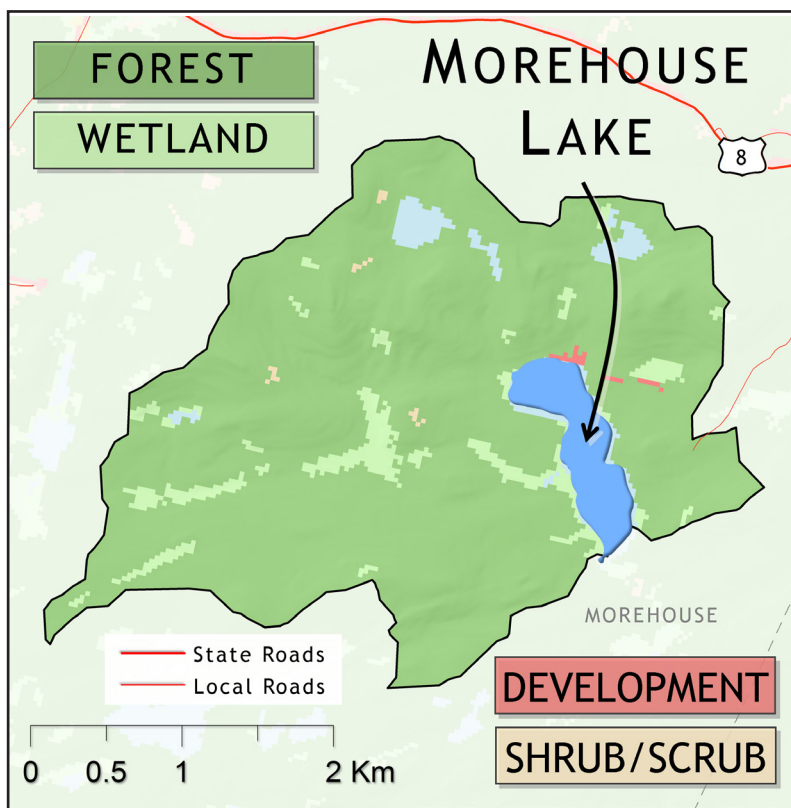 FOREST
WETLAND
MOREHOUSE
LAKE
8
MOREHOUSE
State Roads
Local Roads
DEVELOPMENT
SHRUB/SCRUB
0 0.5 1 2 Km